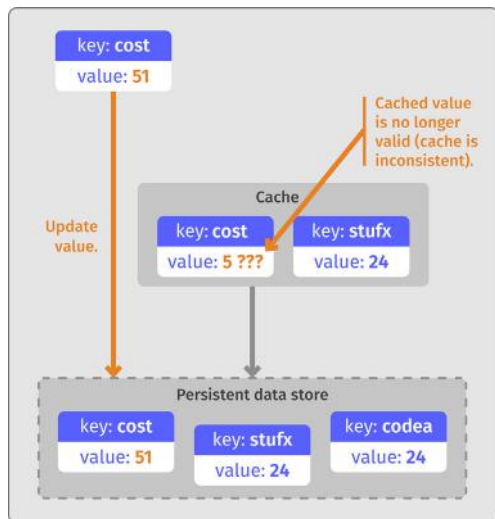 key: cost
value: 51
Cached value
is no longer
valid (cache is
inconsistent).
Update
value.
Cache
key: cost
value: 5 ???
key: stufx
value: 24
Persistent data store
key: cost
value: 51
key: stufx
value: 24
key: codea
value: 24